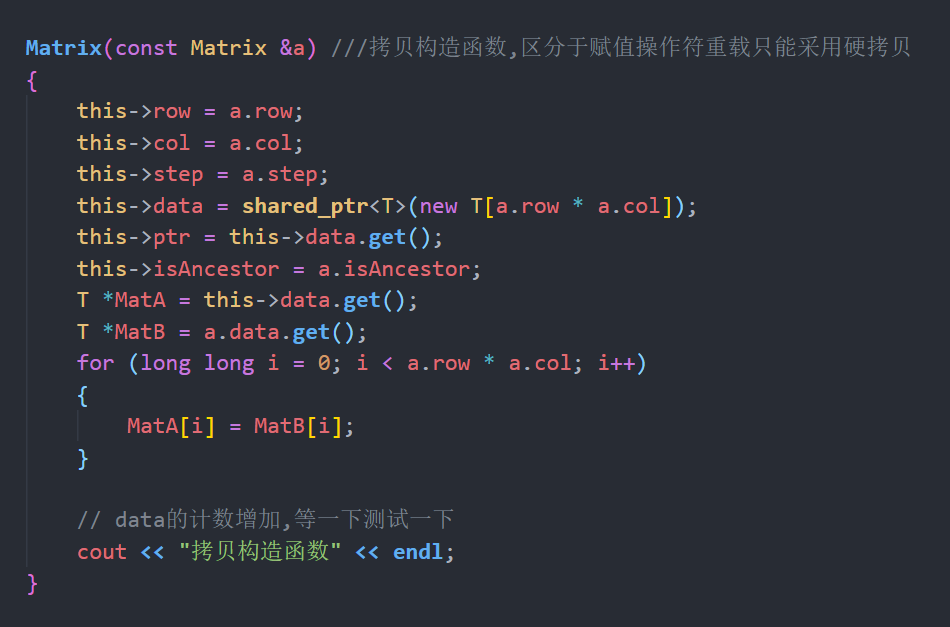 Matrix(const Matrix &a) ///拷贝构造函数,区分于赋值操作符重载只能采用硬拷贝
{
    this->row = a.row;
    this->col = a.col;
    this->step = a.step;
    this->data = shared_ptr<T>(new T[a.row * a.col]);
    this->ptr = this->data.get();
    this->isAncestor = a.isAncestor;
    T *MatA = this->data.get();
    T *MatB = a.data.get();
    for (long long i = 0; i < a.row * a.col; i++)
    {
        MatA[i] = MatB[i];
    }
    // data的计数增加,等一下测试一下
    cout << "拷贝构造函数" << endl;
}